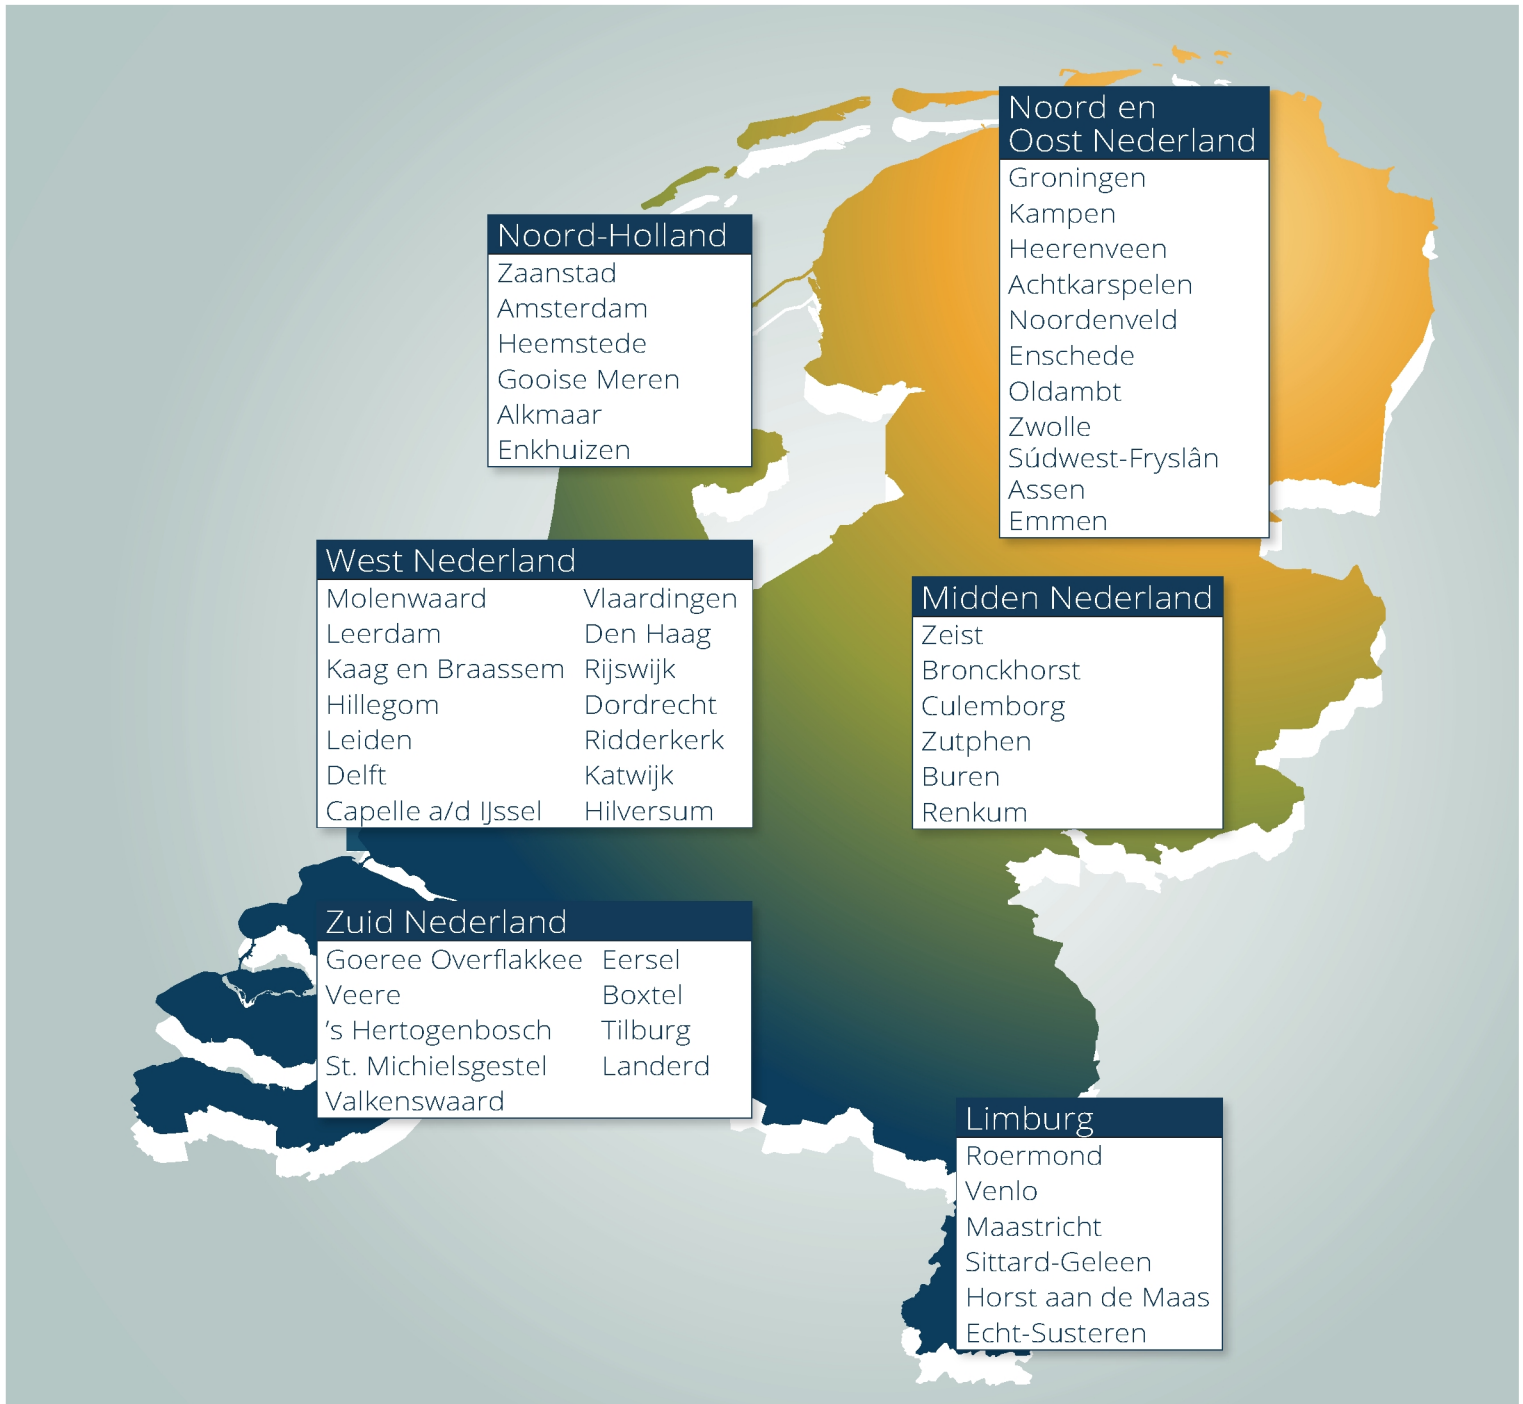 Noord en
Oost Nederland
Groningen
Kampen
Heerenveen
Achtkarspelen
Noordenveld
Enschede
Oldambt
Zwolle
Súdwest-Fryslân
Assen
Emmen
Noord-Holland
Zaanstad
Amsterdam
Heemstede
Gooise Meren
Alkmaar
Enkhuizen
West Nederland
Molenwaard
Leerdam
Kaag en Braassem
Hillegom
Leiden
Delft
Capelle a/d IJssel
Vlaardingen
Den Haag
Rijswijk
Dordrecht
Ridderkerk
Katwijk
Hilversum
Midden Nederland
Zeist
Bronckhorst
Culemborg
Zutphen
Buren
Renkum
Zuid Nederland
Goeree Overflakkee
Veere
’s Hertogenbosch
St. Michielsgestel
Valkenswaard
Eersel
Boxtel
Tilburg
Landerd
Limburg
Roermond
Venlo
Maastricht
Sittard-Geleen
Horst aan de Maas
Echt-Susteren